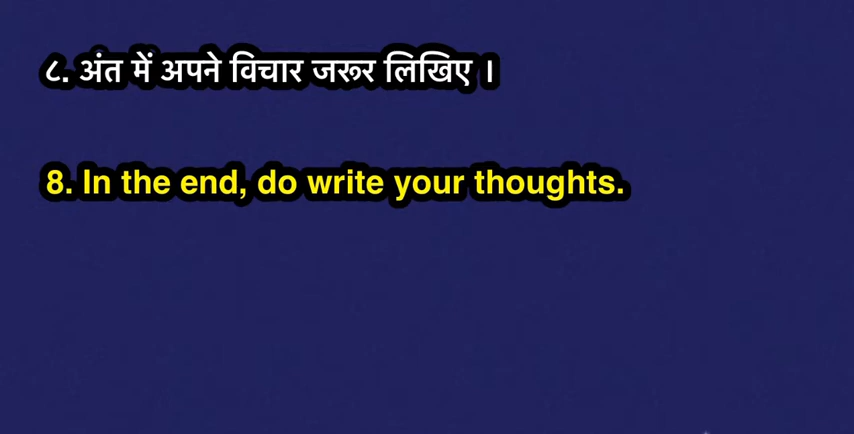 ८. अंत में अपने विचार जरूर लिखिए ।
8. In the end, do write your thoughts.